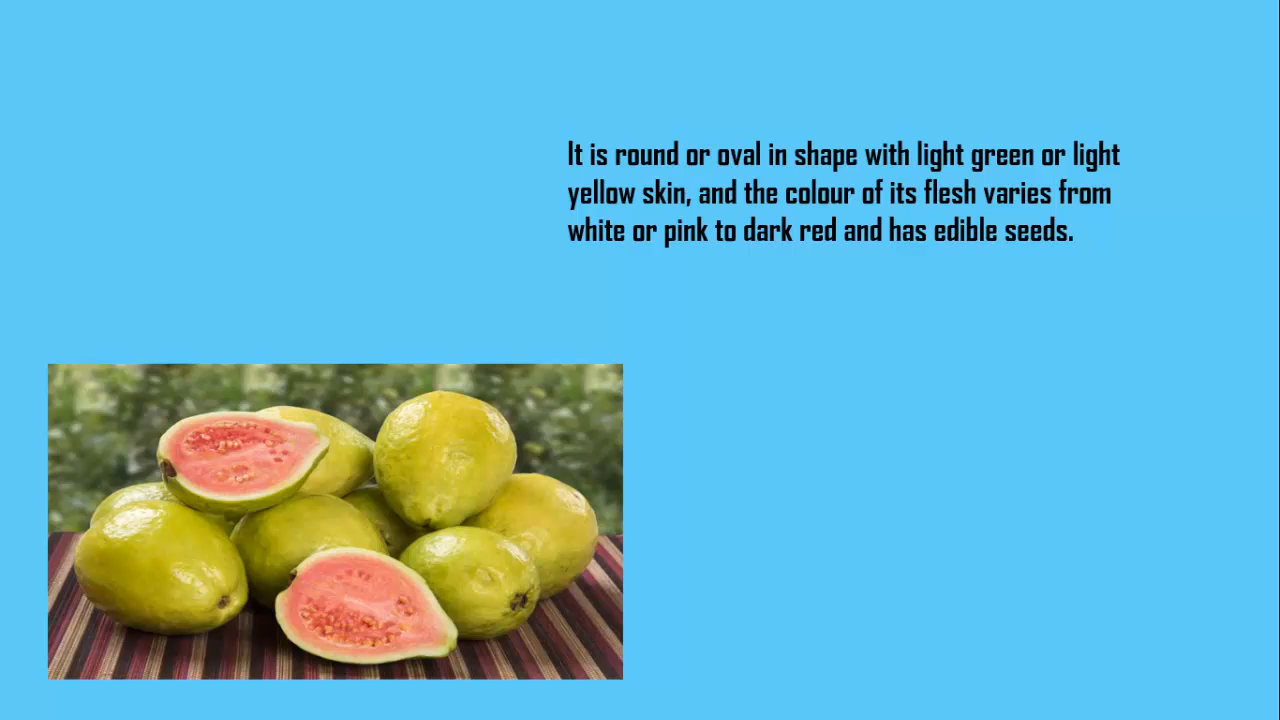 It is round or oval in shape with light green or light
yellow skin, and the colour of its flesh varies from
white or pink to dark red and has edible seeds.